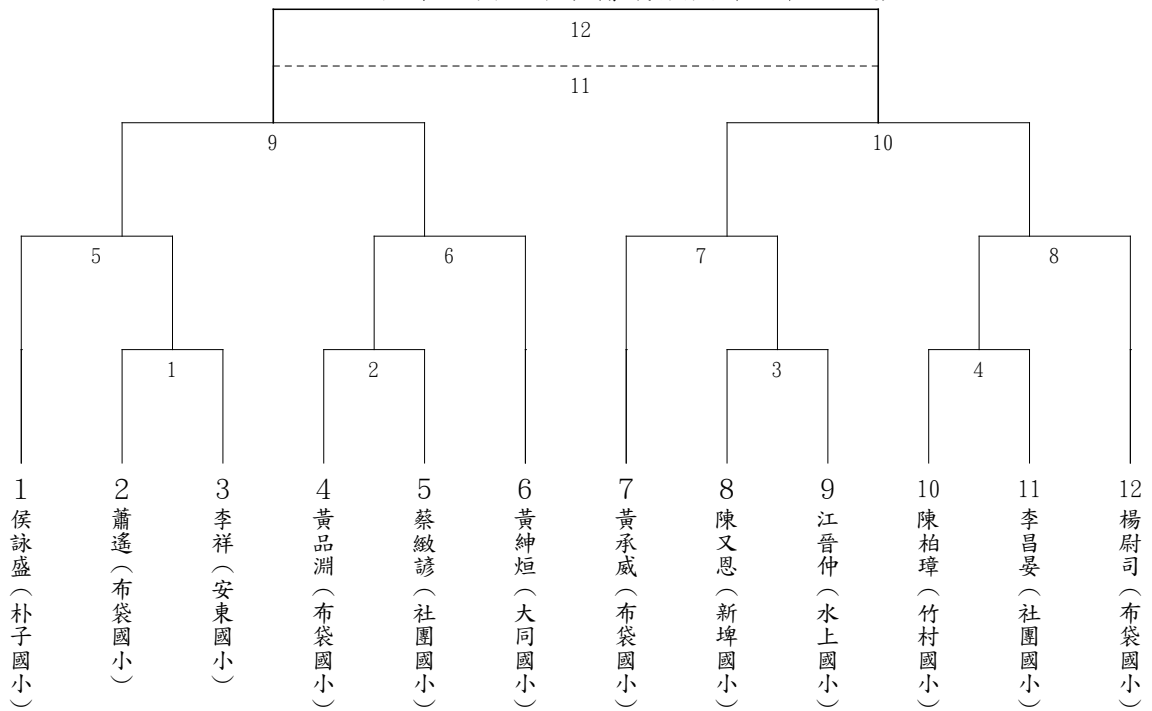 12
11
9
10
5
6
7
8
1
2
3
4
1
侯詠盛（朴子國小）
2
蕭遙（布袋國小）
3
李祥（安東國小）
4
黃品淵（布袋國小）
5
蔡敏諺（社團國小）
6
黃紳烜（大同國小）
7
黃承威（布袋國小）
8
陳又恩（新埤國小）
9
江晉仲（水上國小）
10
陳柏璋（竹村國小）
11
李昌晏（社團國小）
12
楊尉司（布袋國小）